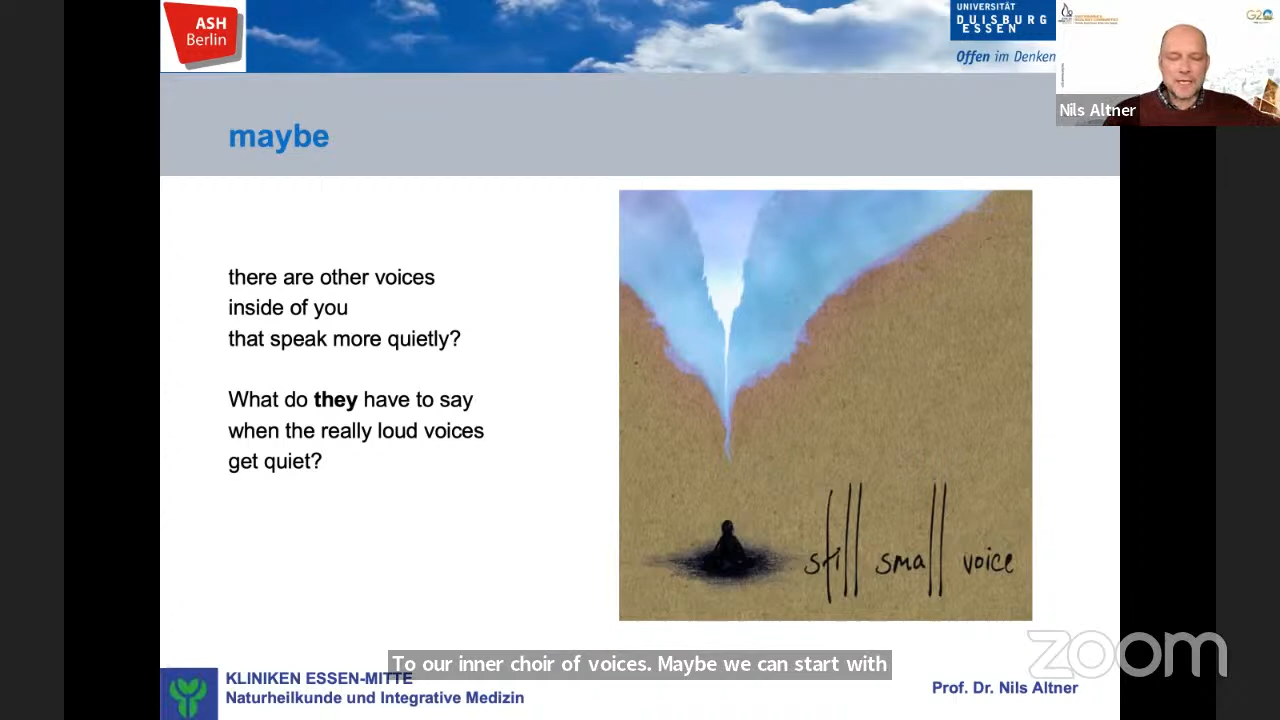 ASH
Berlin
UNIVERSITÄT
DUISBURG
ESSEN
Offen im Denken
G20
Nils Altner
maybe
there are other voices
inside of you
that speak more quietly?
What do they have to say
when the really loud voices
get quiet?
still small voice
To our inner choir of voices. Maybe we can start with
KLINIKEN ESSEN-MITTE
Naturheilkunde und Integrative Medizin
Prof. Dr. Nils Altner
zoom